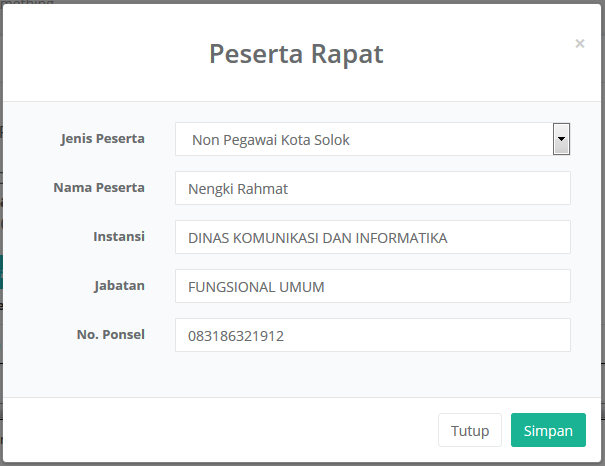 mething
×
Peserta Rapat
Jenis Peserta Non Pegawai Kota Solok
Nama Peserta Nengki Rahmat
Instansi DINAS KOMUNIKASI DAN INFORMATIKA
Jabatan FUNGSIONAL UMUM
No. Ponsel 083186321912
Tutup Simpan